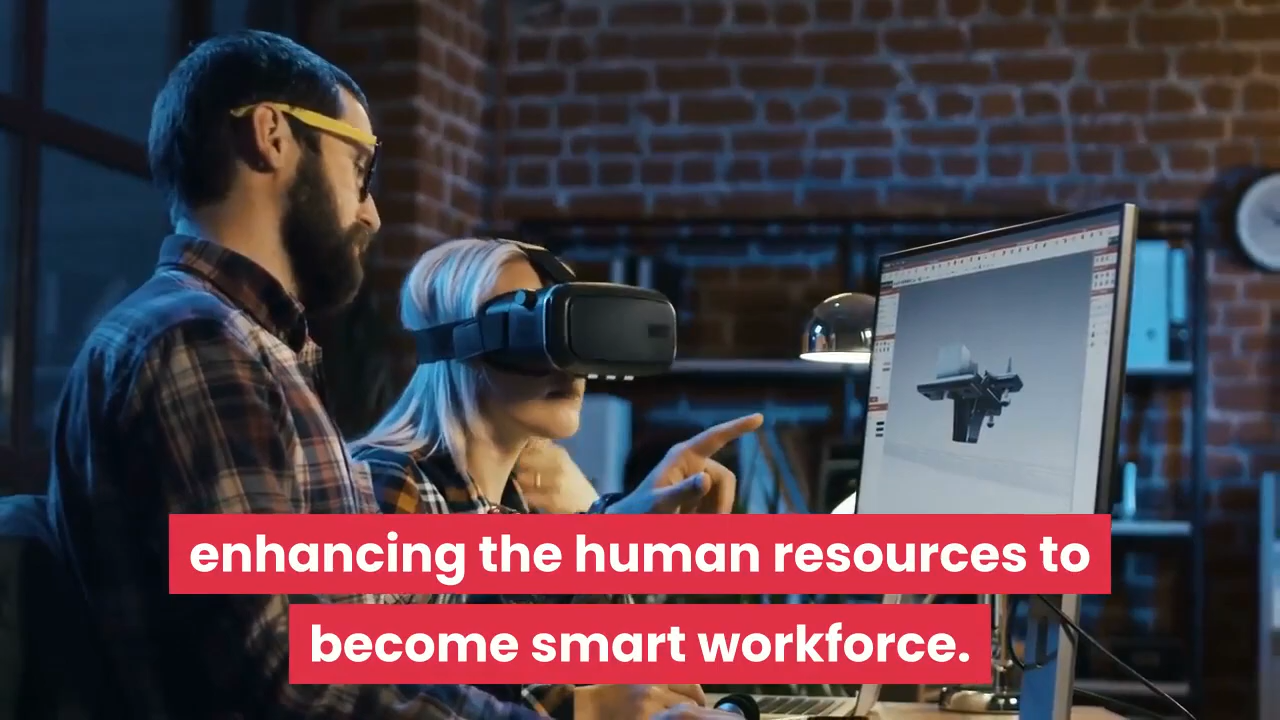 enhancing the human resources to
become smart workforce.